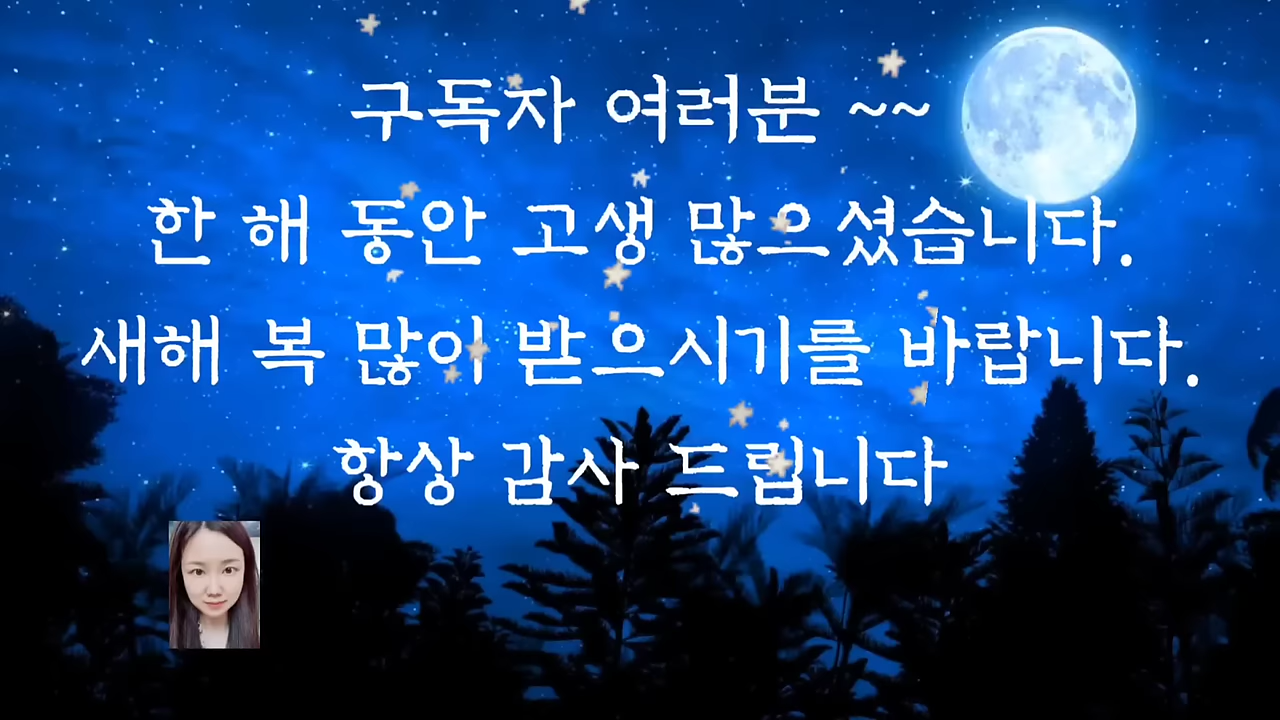 구독자 여러분 ~~
한 해 동안 고생 많으셨습니다.
새해 복 많이 받으시기를 바랍니다.
항상 감사 드립니다